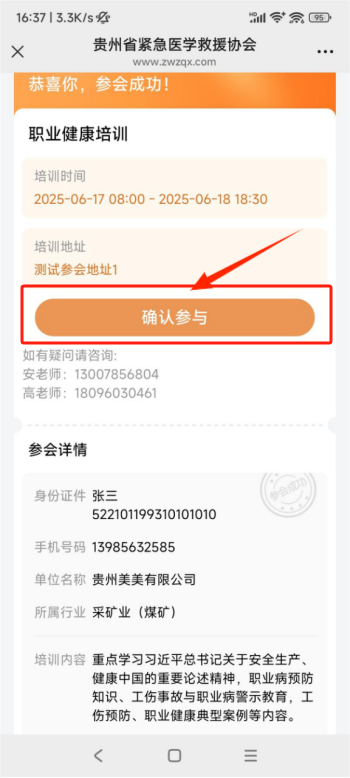 16:37 | 3.3K/s
95
贵州省紧急医学救援协会
www.zwzqx.com
恭喜你，参会成功！
职业健康培训
培训时间
2025-06-17 08:00 - 2025-06-18 18:30
培训地址
测试参会地址1
确认参与
如有疑问请咨询:
安老师：13007856804
高老师：18096030461
参会详情
参会成功
身份证件 张三
522101199310101010
手机号码 13985632585
单位名称 贵州美美有限公司
所属行业 采矿业（煤矿）
培训内容 重点学习习近平总书记关于安全生产、
健康中国的重要论述精神，职业病预防
知识、工伤事故与职业病警示教育，工
伤预防、职业健康典型案例等内容。